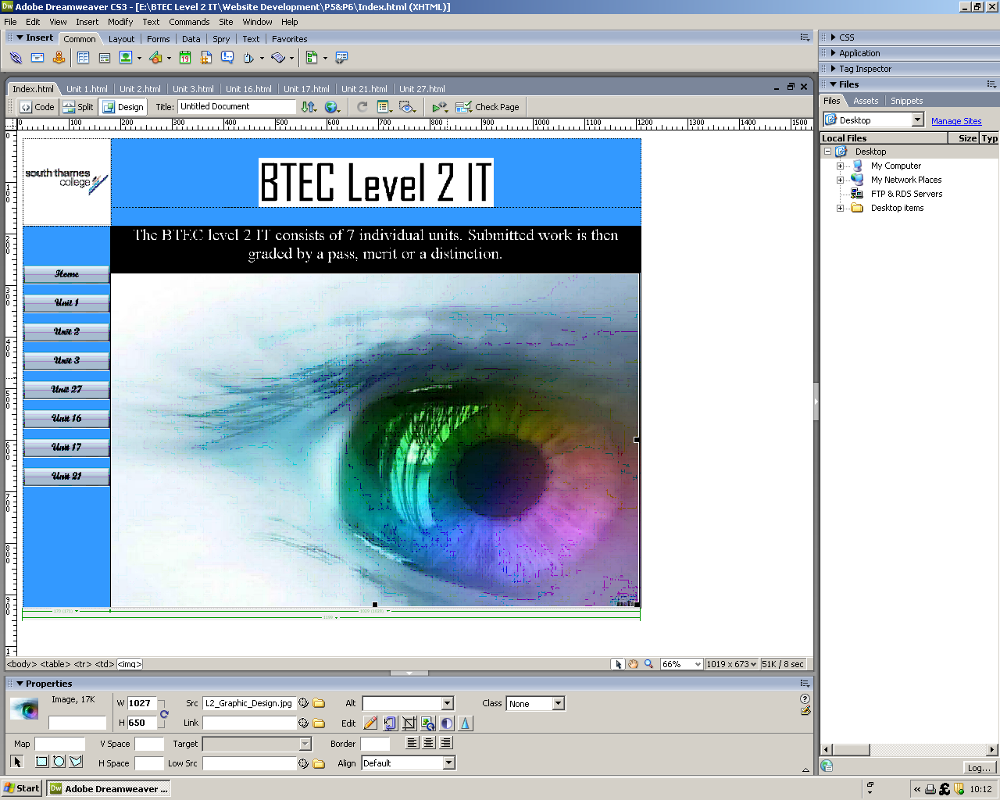 Adobe Dreamweaver CS3 - [E:\BTEC Level 2 IT\Website Development\P5&P6\Index.html (XHTML)]
File Edit View Insert Modify Text Commands Site Window Help
Insert Common Layout Forms Data Spry Text Favorites
Index.html Unit 1.html Unit 2.html Unit 3.html Unit 16.html Unit 17.html Unit 21.html Unit 27.html
Code Split Design Title: Untitled Document Check Page
0 100 200 300 400 500 600 700 800 900 1000 1100 1200 1300 1400 1500
south thames
college
BTEC Level 2 IT
The BTEC level 2 IT consists of 7 individual units. Submitted work is then
graded by a pass, merit or a distinction.
Home
Unit 1
Unit 2
Unit 3
Unit 27
Unit 16
Unit 17
Unit 21
<body> <table> <tr> <td> <img>
66% 1019 x 673 51K / 8 sec
Properties
Image, 17K W 1027 Src L2_Graphic_Design.jpg Alt Class None
H 650 Link Edit
Map V Space Target Border
H Space Low Src Align Default
CSS
Application
Tag Inspector
Files
Files Assets Snippets
Desktop Manage Sites
Local Files Size Typ
Desktop
My Computer
My Network Places
FTP & RDS Servers
Desktop items
Log...
Start Adobe Dreamweaver ... 10:12